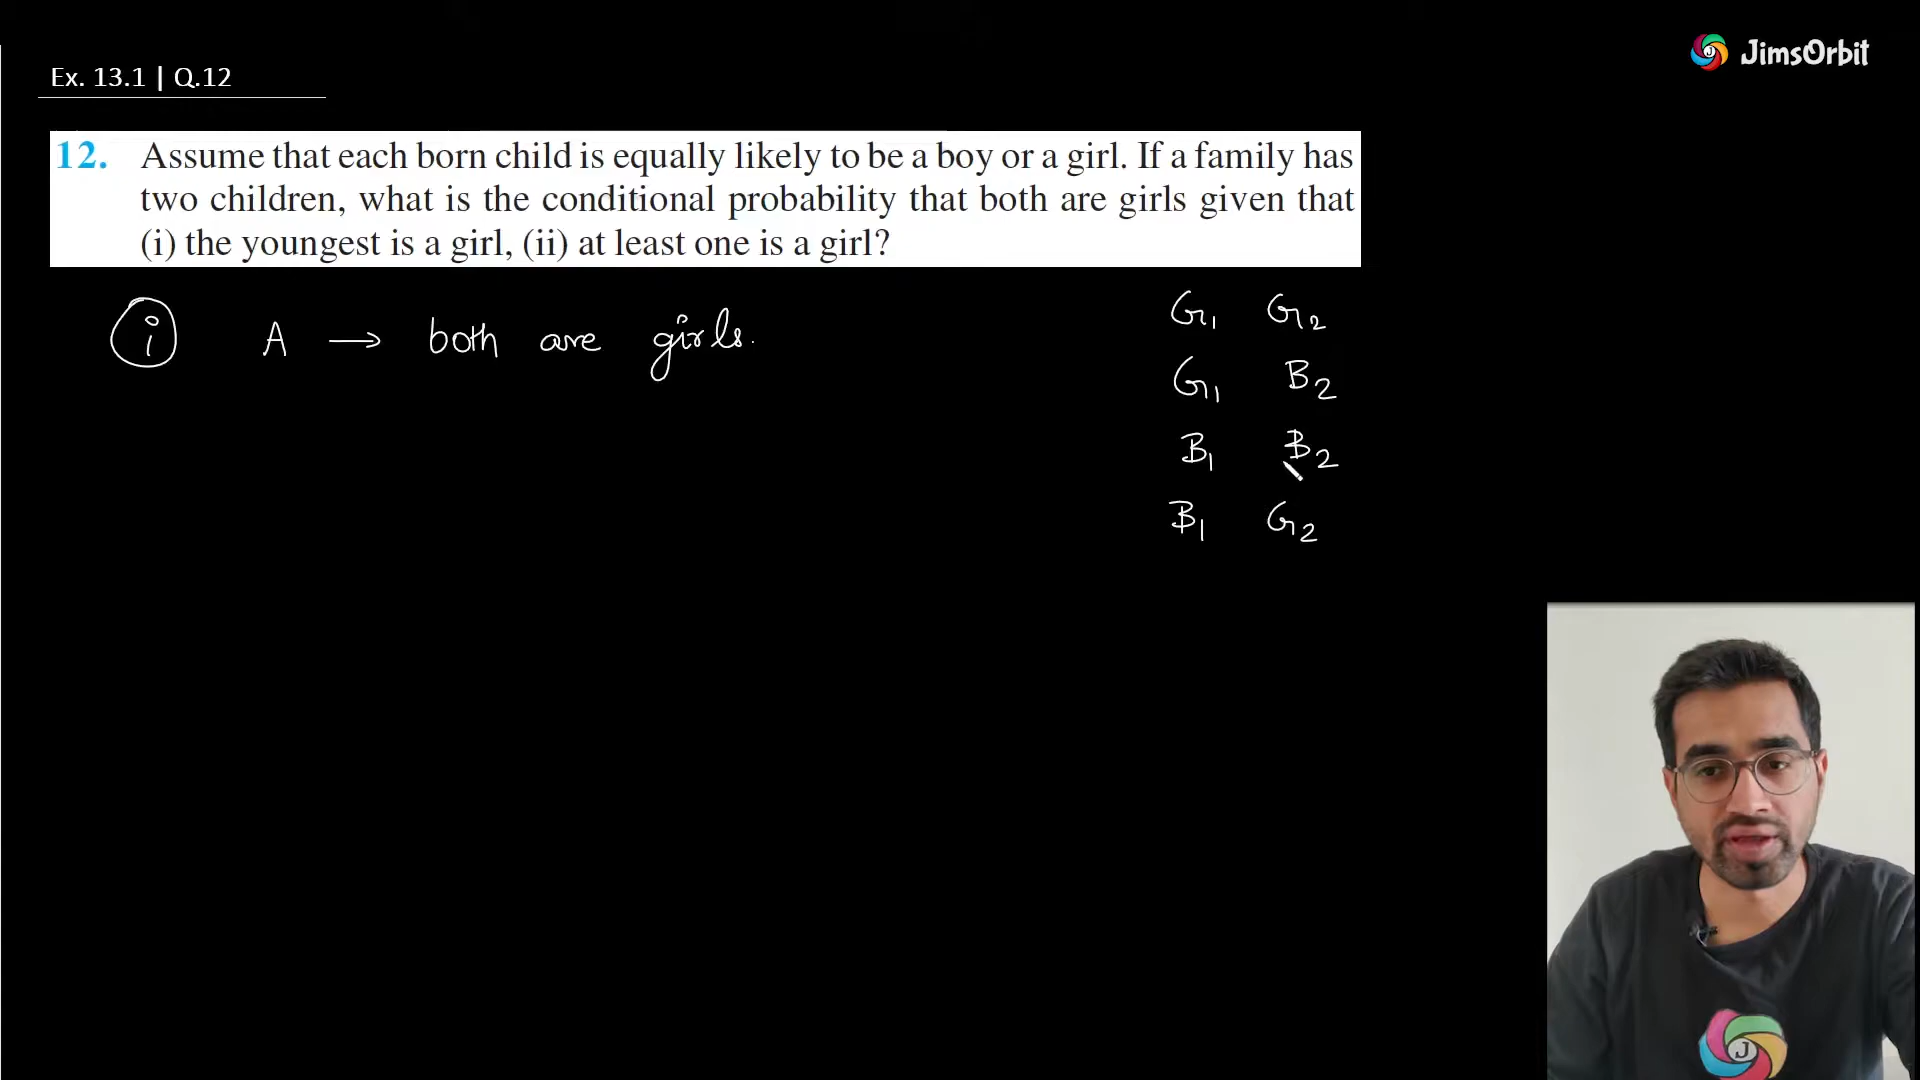 JimsOrbit
Ex. 13.1 | Q.12
12. Assume that each born child is equally likely to be a boy or a girl. If a family has
two children, what is the conditional probability that both are girls given that
(i) the youngest is a girl, (ii) at least one is a girl?
i A → both are girls.
G1 G2
G1 B2
B1 B2
B1 G2
J